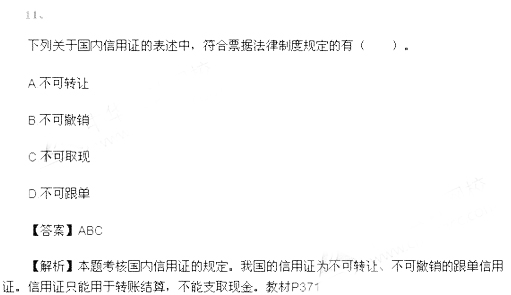 11、
下列关于国内信用证的表述中，符合票据法律制度规定的有（　　）。
A 不可转让
B 不可撤销
C 不可取现
D 不可跟单
【答案】ABC
【解析】本题考核国内信用证的规定。我国的信用证为不可转让、不可撤销的跟单信用
证。信用证只能用于转账结算，不能支取现金。教材P371